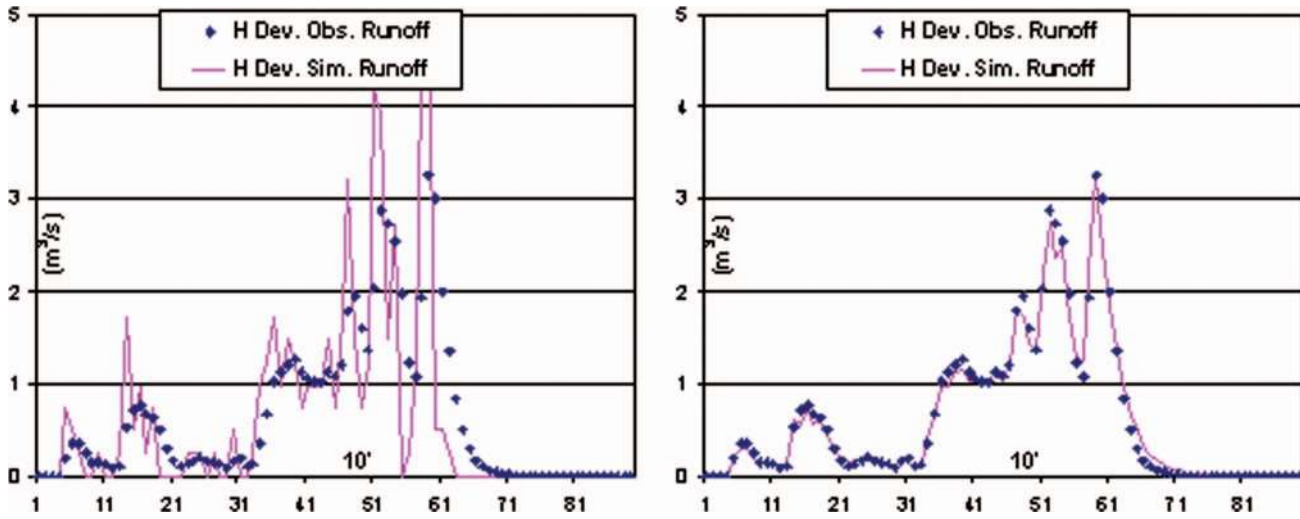 5
H Dev. Obs. Runoff
H Dev. Sim. Runoff
4
3
(m³/s)
2
1
10'
0
1 11 21 31 41 51 61 71 81
5
H Dev. Obs. Runoff
H Dev. Sim. Runoff
4
3
(m³/s)
2
1
10'
0
1 11 21 31 41 51 61 71 81